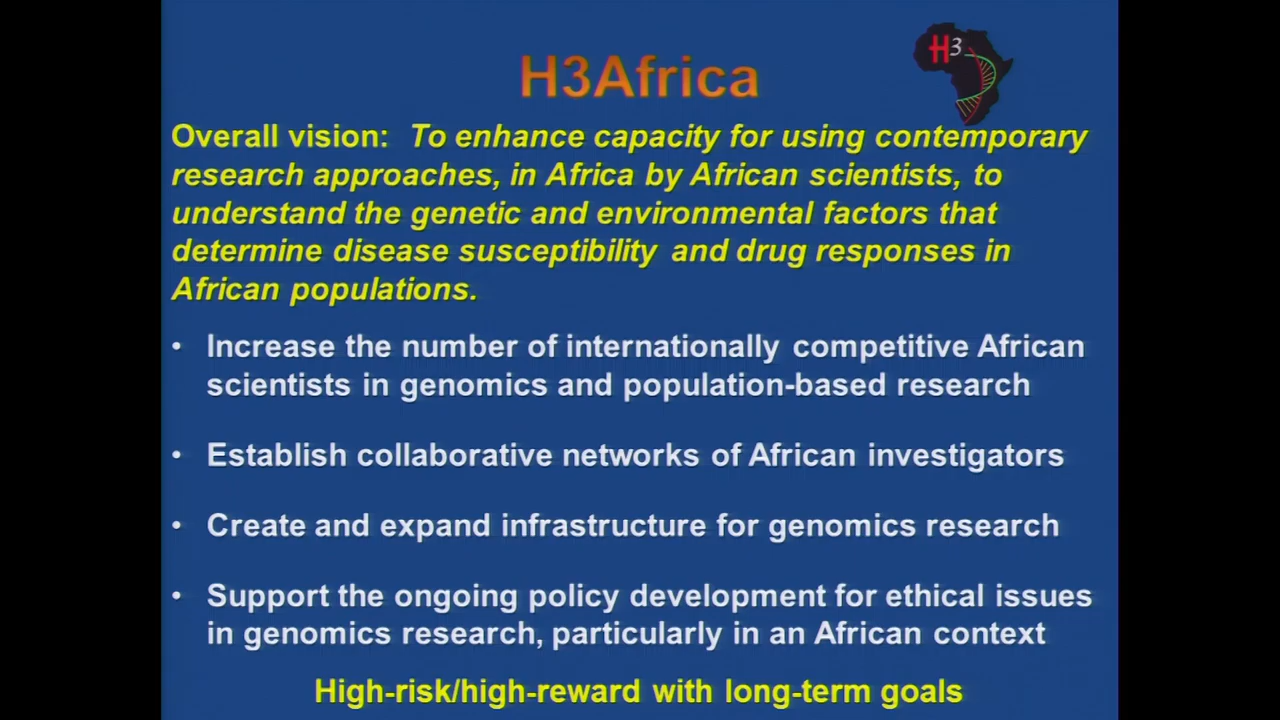 H3
H3Africa
Overall vision: To enhance capacity for using contemporary
research approaches, in Africa by African scientists, to
understand the genetic and environmental factors that
determine disease susceptibility and drug responses in
African populations.
• Increase the number of internationally competitive African
scientists in genomics and population-based research
• Establish collaborative networks of African investigators
• Create and expand infrastructure for genomics research
• Support the ongoing policy development for ethical issues
in genomics research, particularly in an African context
High-risk/high-reward with long-term goals